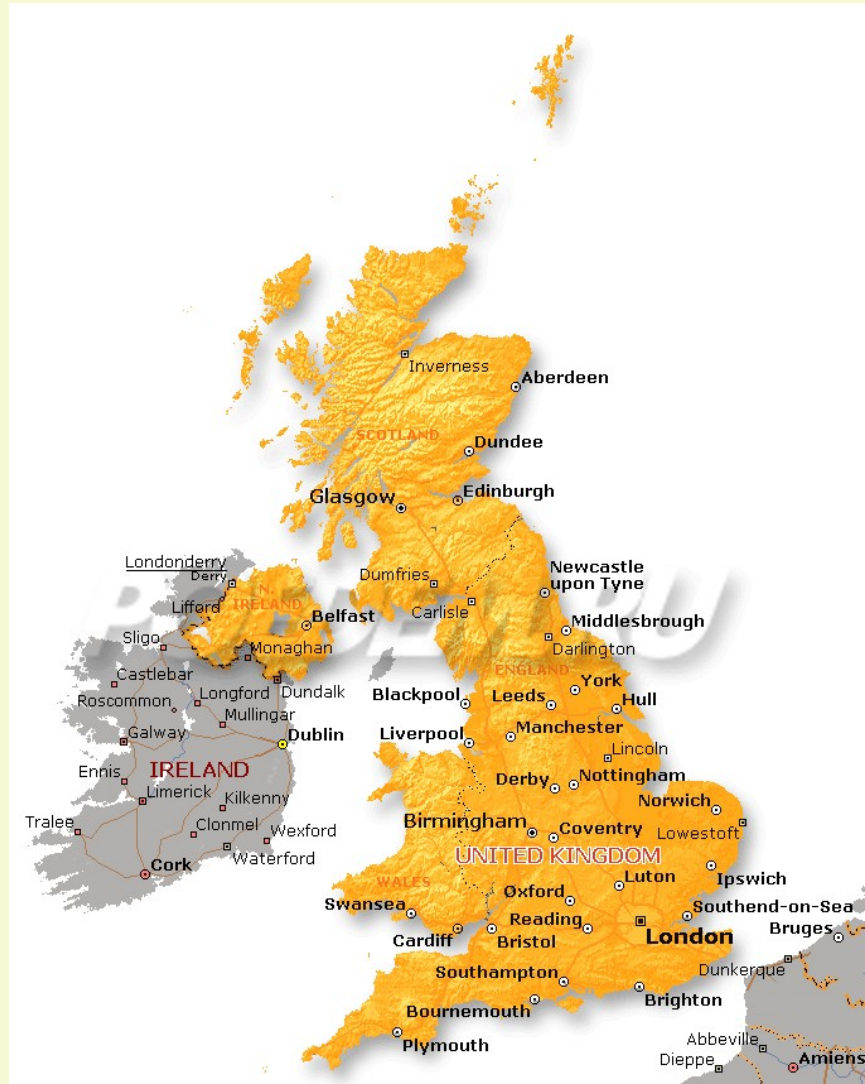 Inverness
Aberdeen
SCOTLAND
Dundee
Edinburgh
Glasgow
Londonderry
Derry
Dumfries
Newcastle
upon Tyne
N.
IRELAND
Lifford
Carlisle
Belfast
Middlesbrough
Sligo
Darlington
Monaghan
ENGLAND
Castlebar
Dundalk
York
Longford
Blackpool
Leeds
Roscommon
Hull
Mullingar
Galway
Dublin
Liverpool
Manchester
Lincoln
IRELAND
Ennis
Derby
Nottingham
Limerick
Kilkenny
Norwich
Tralee
Clonmel
Wexford
Birmingham
Coventry
Lowestoft
Waterford
UNITED KINGDOM
Cork
WALES
Luton
Ipswich
Øxford
Swansea
Reading
Southend-on-Sea
Cardiff
Bristol
London
Bruges
Dunkerque
Southampton
Bournemouth
Brighton
Plymouth
Abbeville
Dieppe
Amiens